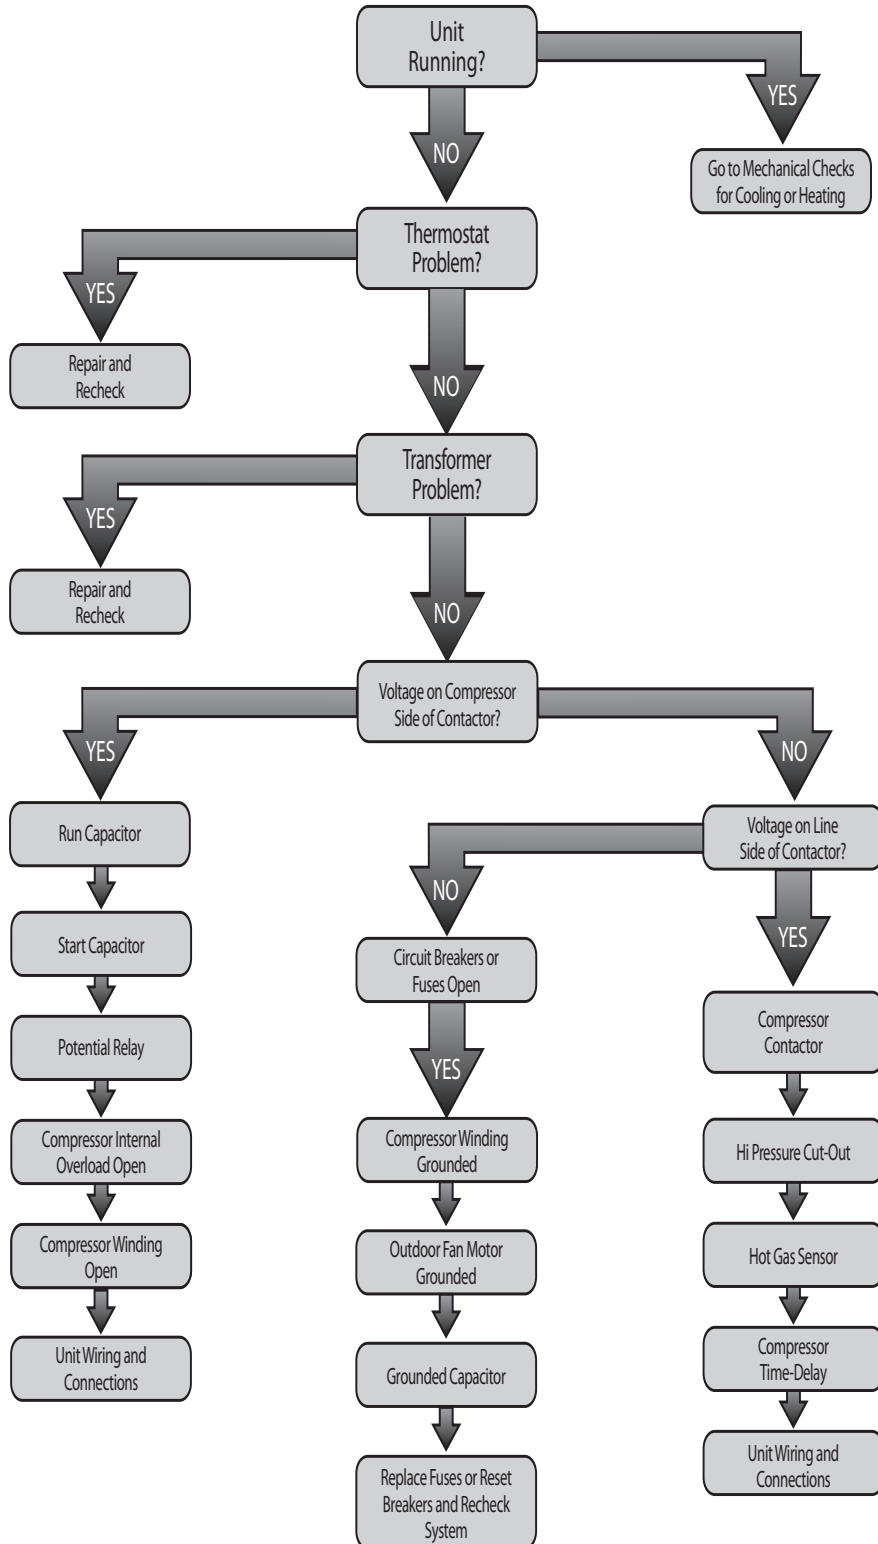 Unit
Running?
YES
NO
Go to Mechanical Checks
for Cooling or Heating
Thermostat
Problem?
YES
Repair and
Recheck
NO
Transformer
Problem?
YES
Repair and
Recheck
NO
Voltage on Compressor
Side of Contactor?
YES
NO
Run Capacitor
Start Capacitor
Potential Relay
Compressor Internal
Overload Open
Compressor Winding
Open
Unit Wiring and
Connections
Voltage on Line
Side of Contactor?
NO
YES
Circuit Breakers or
Fuses Open
YES
Compressor Winding
Grounded
Outdoor Fan Motor
Grounded
Grounded Capacitor
Replace Fuses or Reset
Breakers and Recheck
System
Compressor
Contactor
Hi Pressure Cut-Out
Hot Gas Sensor
Compressor
Time-Delay
Unit Wiring and
Connections